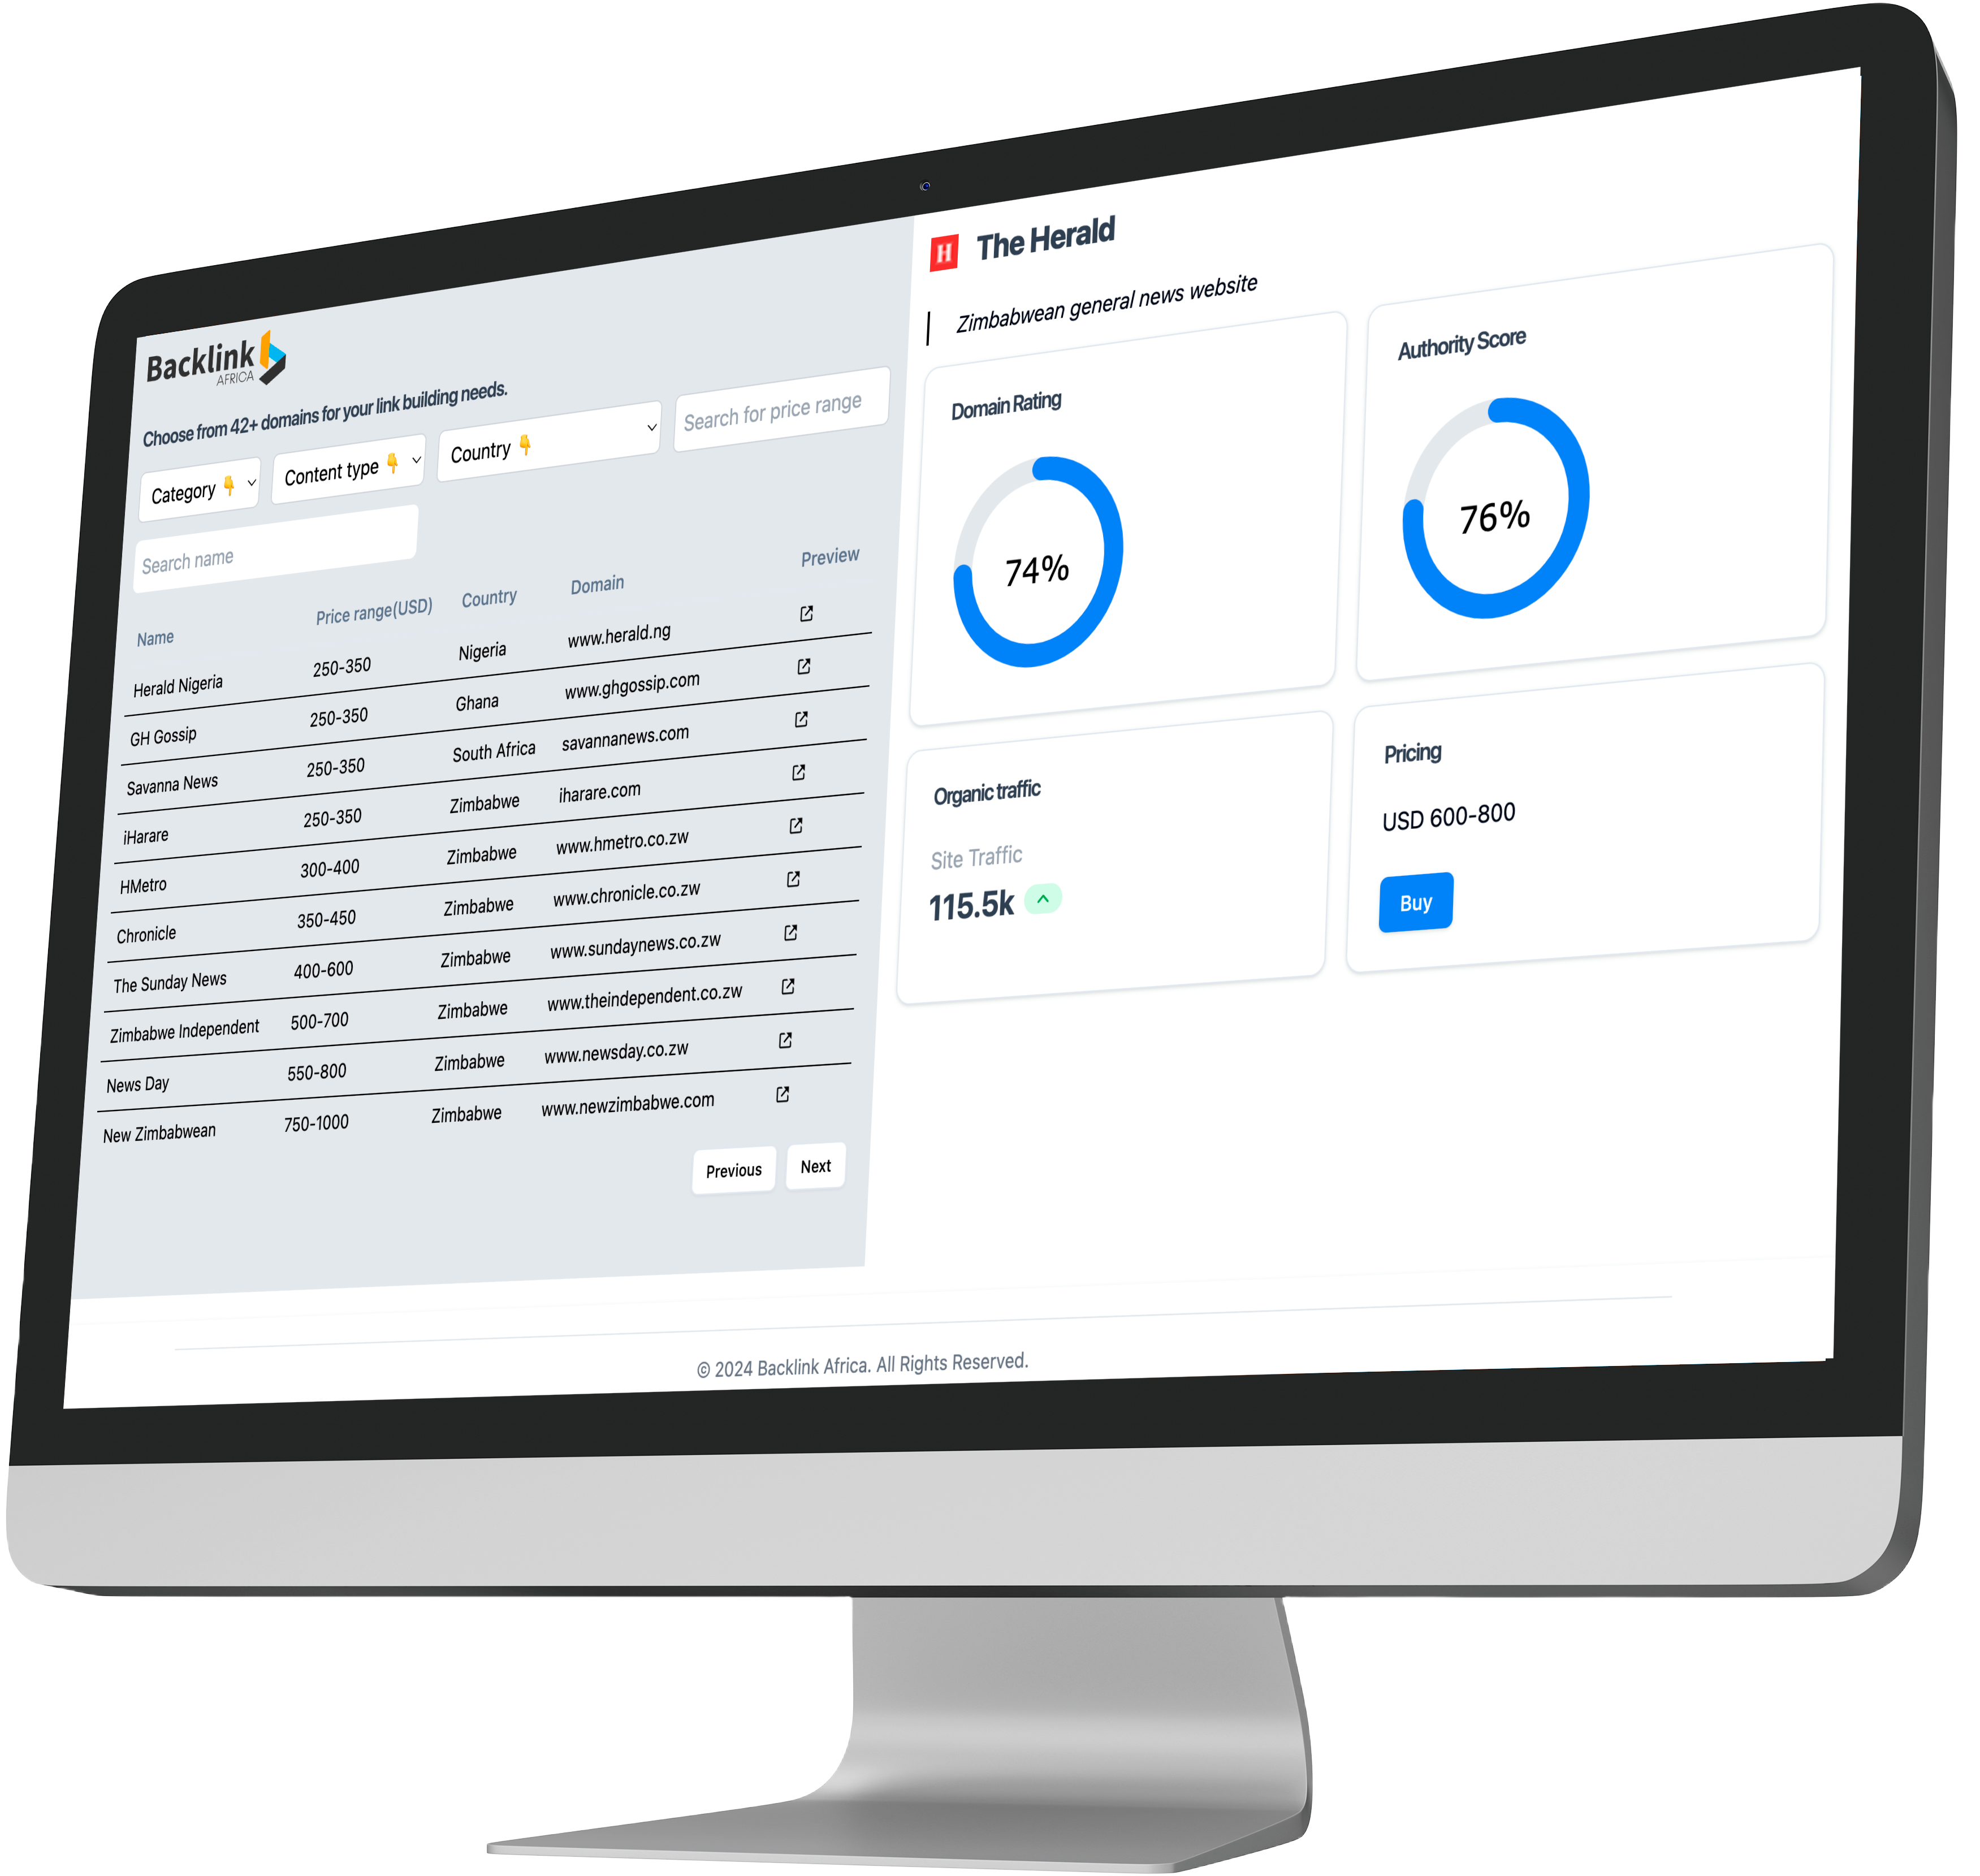 Backlink
AFRICA
Choose from 42+ domains for your link building needs.
Category 👇
Content type 👇
Country 👇
Search for price range
Search name
Name Price range(USD) Country Domain Preview
Herald Nigeria 250-350 Nigeria www.herald.ng
GH Gossip 250-350 Ghana www.ghgossip.com
Savanna News 250-350 South Africa savannanews.com
iHarare 250-350 Zimbabwe iharare.com
HMetro 300-400 Zimbabwe www.hmetro.co.zw
Chronicle 350-450 Zimbabwe www.chronicle.co.zw
The Sunday News 400-600 Zimbabwe www.sundaynews.co.zw
Zimbabwe Independent 500-700 Zimbabwe www.theindependent.co.zw
News Day 550-800 Zimbabwe www.newsday.co.zw
New Zimbabwean 750-1000 Zimbabwe www.newzimbabwe.com
Previous Next
H The Herald
Zimbabwean general news website
Domain Rating
74%
Authority Score
76%
Organic traffic
Site Traffic
115.5k
Pricing
USD 600-800
Buy
© 2024 Backlink Africa. All Rights Reserved.